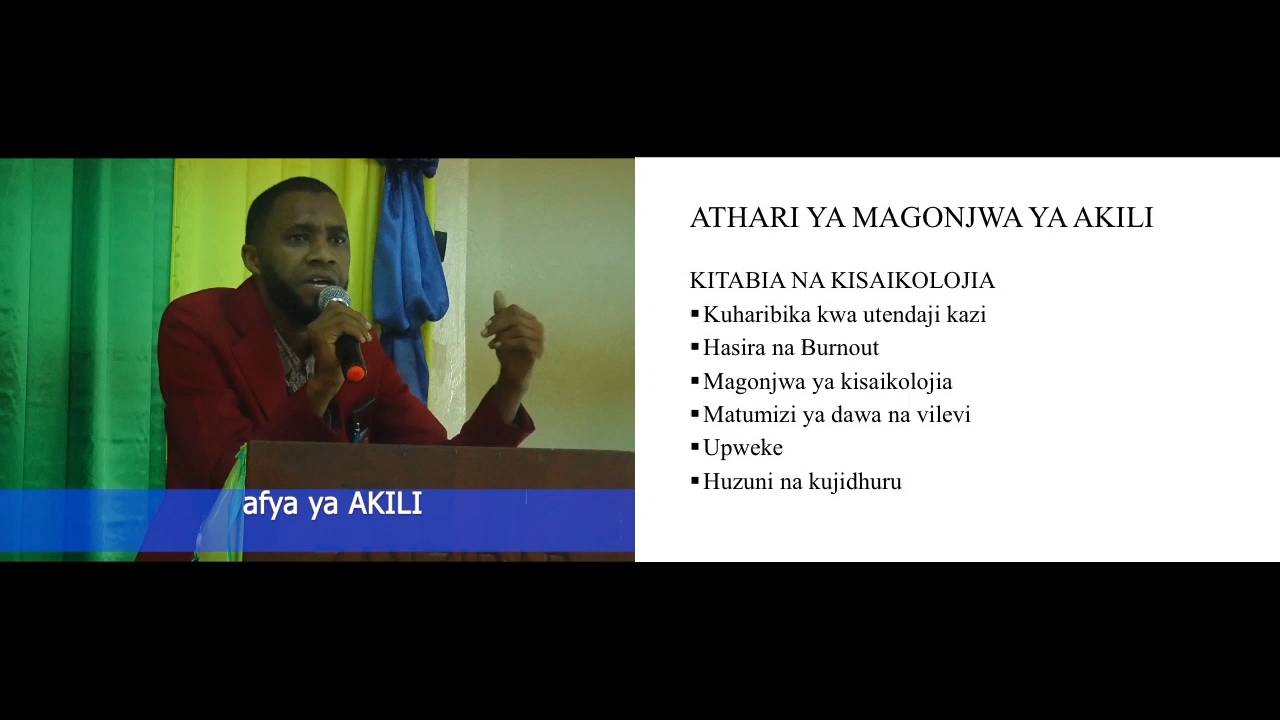 afya ya AKILI
ATHARI YA MAGONJWA YA AKILI
KITABIA NA KISAIKOLOJIA
▪Kuharibika kwa utendaji kazi
▪Hasira na Burnout
▪Magonjwa ya kisaikolojia
▪Matumizi ya dawa na vilevi
▪Upweke
▪Huzuni na kujidhuru